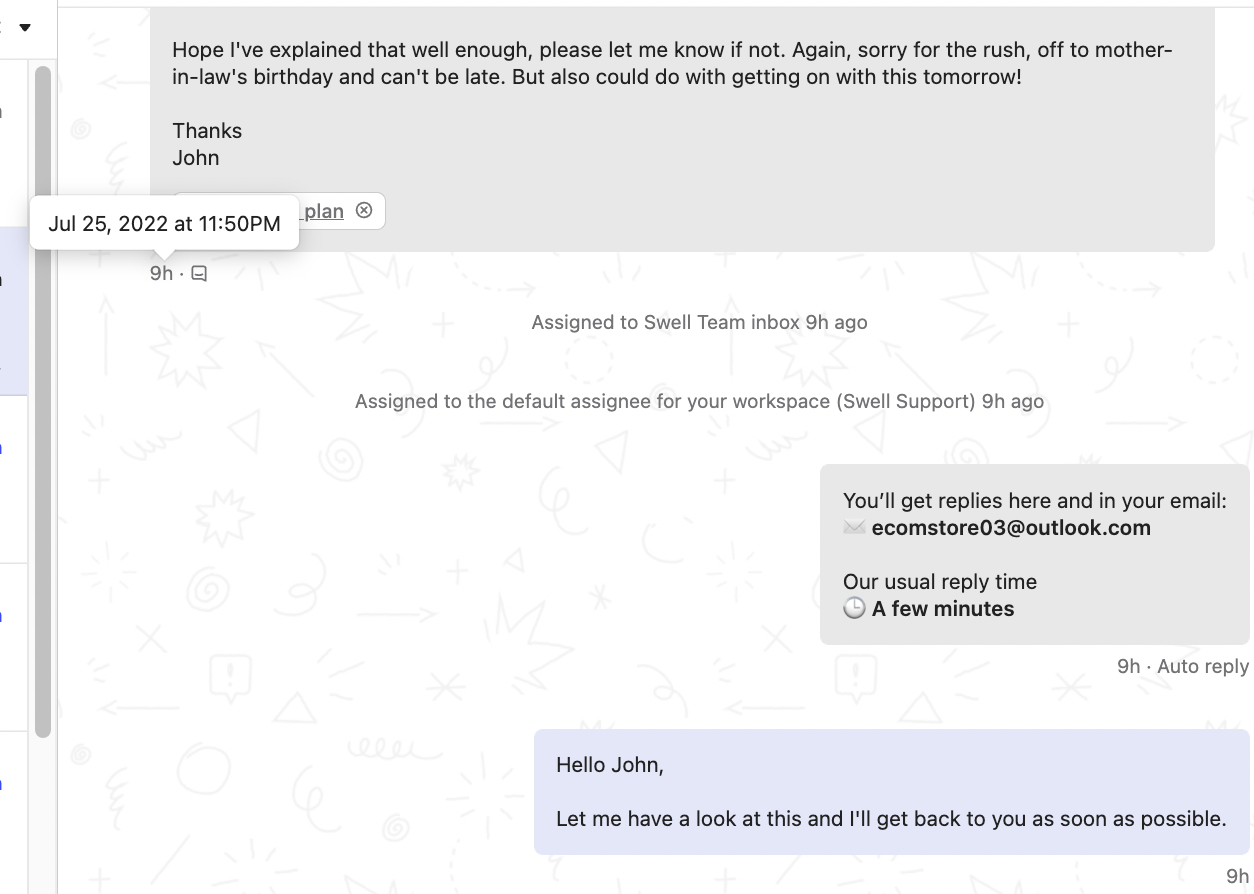 Hope I've explained that well enough, please let me know if not. Again, sorry for the rush, off to mother-
in-law's birthday and can't be late. But also could do with getting on with this tomorrow!
Thanks
John
plan
Jul 25, 2022 at 11:50PM
9h ·
Assigned to Swell Team inbox 9h ago
Assigned to the default assignee for your workspace (Swell Support) 9h ago
You’ll get replies here and in your email:
ecomstore03@outlook.com
Our usual reply time
A few minutes
9h · Auto reply
Hello John,
Let me have a look at this and I'll get back to you as soon as possible.
9h